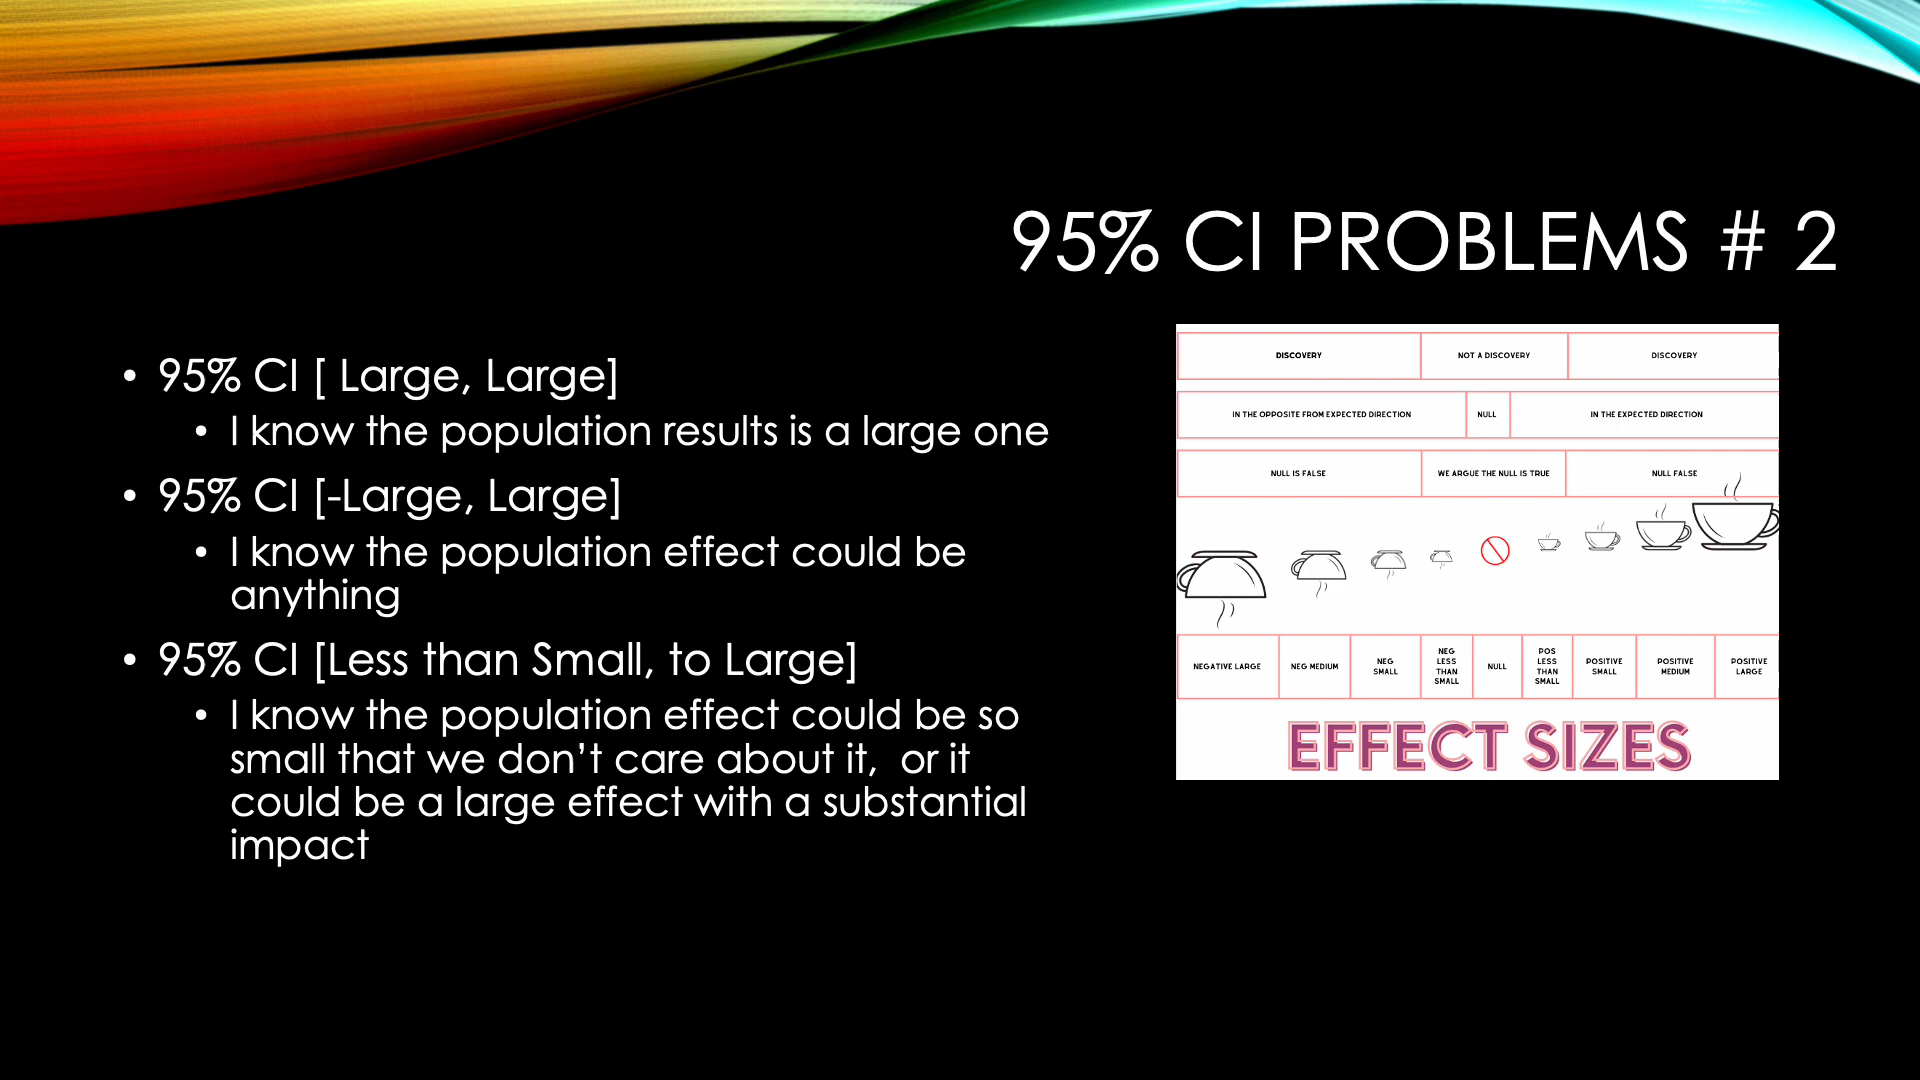 95% CI PROBLEMS # 2
• 95% CI [ Large, Large]
• I know the population results is a large one
• 95% CI [-Large, Large]
• I know the population effect could be
anything
• 95% CI [Less than Small, to Large]
• I know the population effect could be so
small that we don’t care about it,  or it
could be a large effect with a substantial
impact
DISCOVERY
NOT A DISCOVERY
DISCOVERY
IN THE OPPOSITE FROM EXPECTED DIRECTION
NULL
IN THE EXPECTED DIRECTION
NULL IS FALSE
WE ARGUE THE NULL IS TRUE
NULL FALSE
NEGATIVE LARGE
NEG MEDIUM
NEG
SMALL
NEG
LESS
THAN
SMALL
NULL
POS
LESS
THAN
SMALL
POSITIVE
SMALL
POSITIVE
MEDIUM
POSITIVE
LARGE
EFFECT SIZES